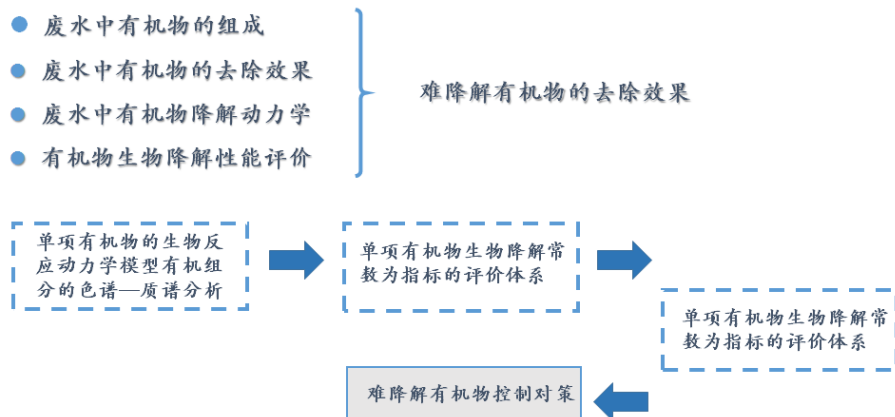 废水中有机物的组成
废水中有机物的去除效果
废水中有机物降解动力学
有机物生物降解性能评价
难降解有机物的去除效果
单项有机物的生物反
应动力学模型有机组
分的色谱—质谱分析
单项有机物生物降解常
数为指标的评价体系
单项有机物生物降解常
数为指标的评价体系
难降解有机物控制对策